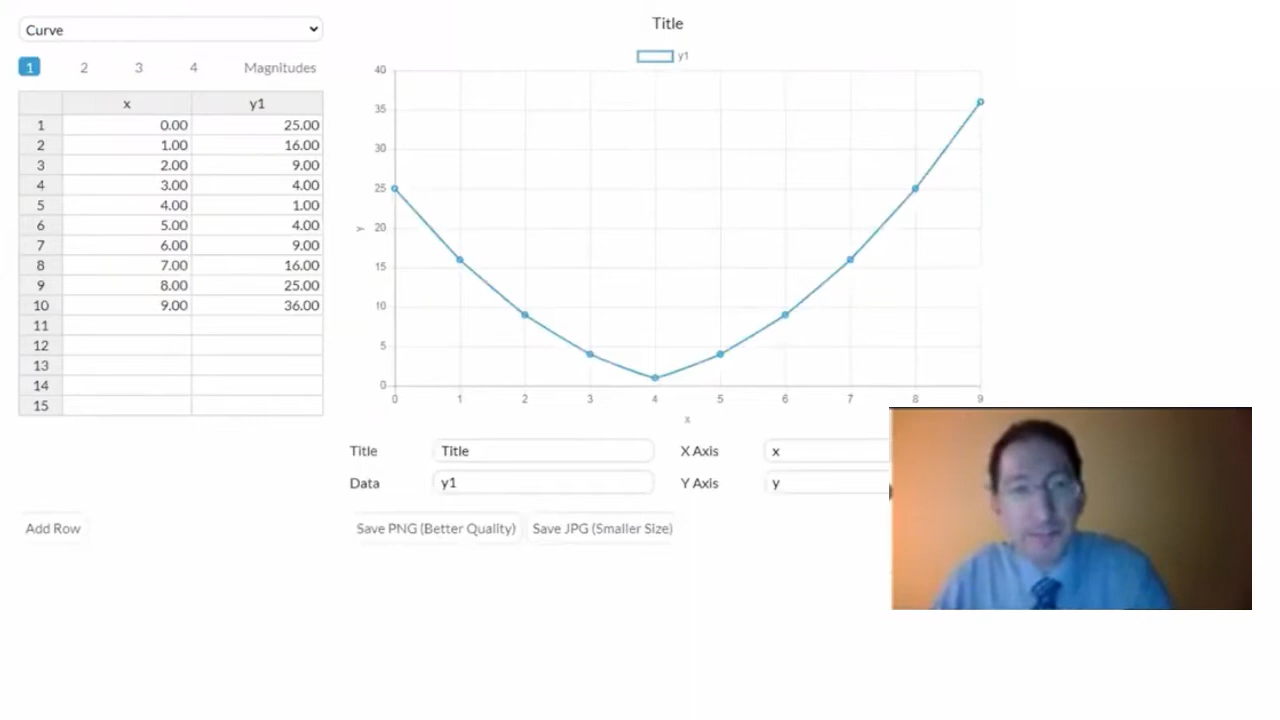 Curve
1 2 3 4 Magnitudes
x y1
1 0.00 25.00
2 1.00 16.00
3 2.00 9.00
4 3.00 4.00
5 4.00 1.00
6 5.00 4.00
7 6.00 9.00
8 7.00 16.00
9 8.00 25.00
10 9.00 36.00
11
12
13
14
15
Add Row
Title
y1
40
35
30
25
20
15
10
5
0
y
0 1 2 3 4 5 6 7 8 9
x
Title Title X Axis x
Data y1 Y Axis y
Save PNG (Better Quality) Save JPG (Smaller Size)